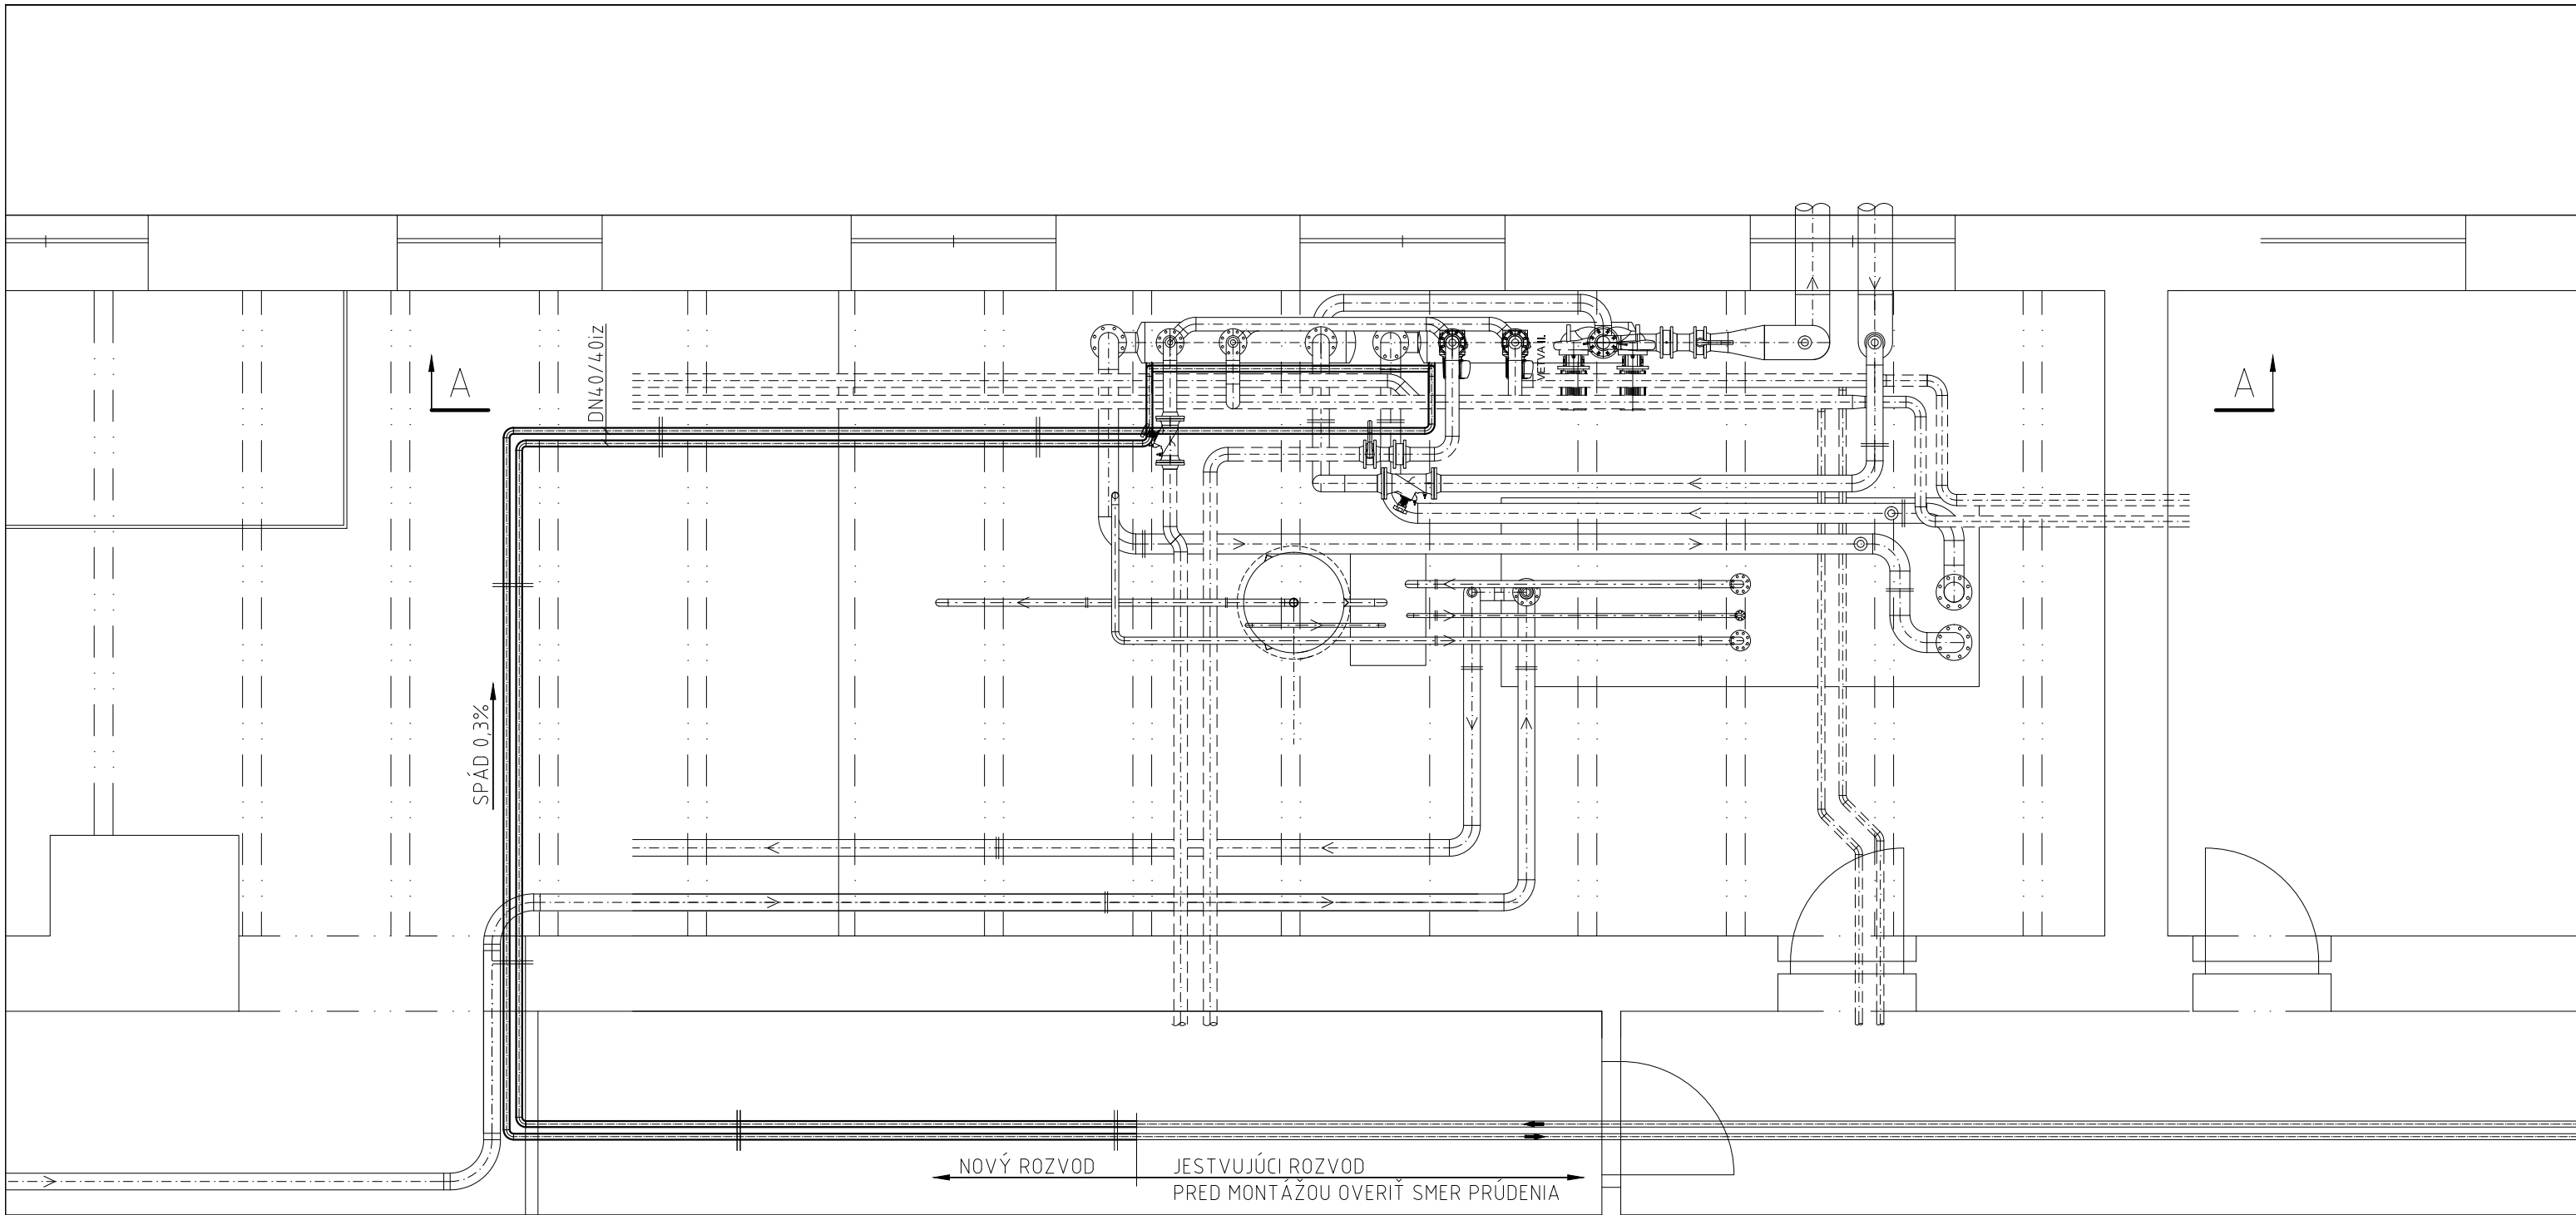 DN40/40iz
VETVA II.
A
A
SPÁD 0,3%
NOVÝ ROZVOD
JESTVUJÚCI ROZVOD
PRED MONTÁŽOU OVERIŤ SMER PRÚDENIA